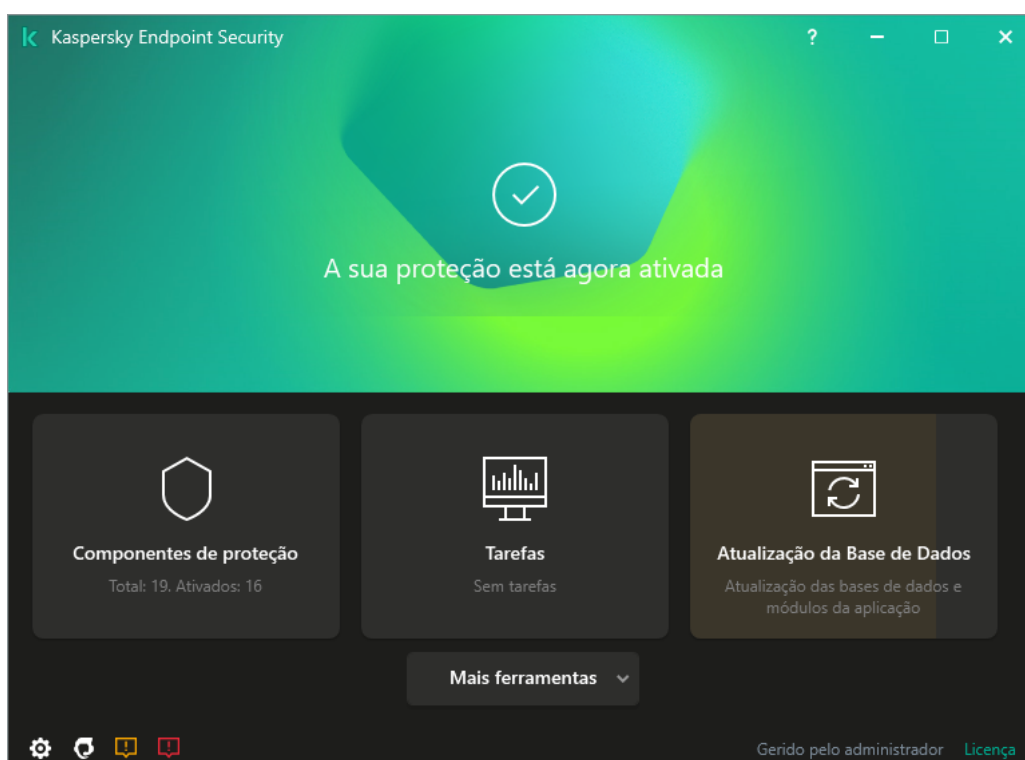 Kaspersky Endpoint Security
A sua proteção está agora ativada
Componentes de proteção
Total: 19. Ativados: 16
Tarefas
Sem tarefas
Atualização da Base de Dados
Atualização das bases de dados e
módulos da aplicação
Mais ferramentas
Gerido pelo administrador
Licença